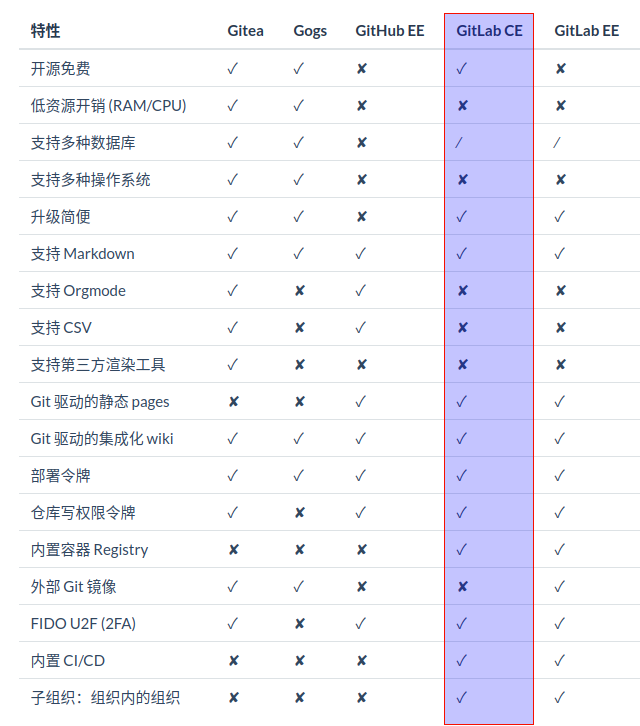 特性 Gitea Gogs GitHub EE GitLab CE GitLab EE
开源免费 ✓ ✓ ✘ ✓ ✘
低资源开销 (RAM/CPU) ✓ ✓ ✘ ✘ ✘
支持多种数据库 ✓ ✓ ✘ ⁄ ⁄
支持多种操作系统 ✓ ✓ ✘ ✘ ✘
升级简便 ✓ ✓ ✘ ✓ ✓
支持 Markdown ✓ ✓ ✓ ✓ ✓
支持 Orgmode ✓ ✘ ✓ ✘ ✘
支持 CSV ✓ ✘ ✓ ✘ ✘
支持第三方渲染工具 ✓ ✘ ✘ ✘ ✘
Git 驱动的静态 pages ✘ ✘ ✓ ✓ ✓
Git 驱动的集成化 wiki ✓ ✓ ✓ ✓ ✓
部署令牌 ✓ ✓ ✓ ✓ ✓
仓库写权限令牌 ✓ ✘ ✓ ✓ ✓
内置容器 Registry ✘ ✘ ✘ ✓ ✓
外部 Git 镜像 ✓ ✓ ✘ ✘ ✓
FIDO U2F (2FA) ✓ ✘ ✓ ✓ ✓
内置 CI/CD ✘ ✘ ✘ ✓ ✓
子组织：组织内的组织 ✘ ✘ ✘ ✓ ✓